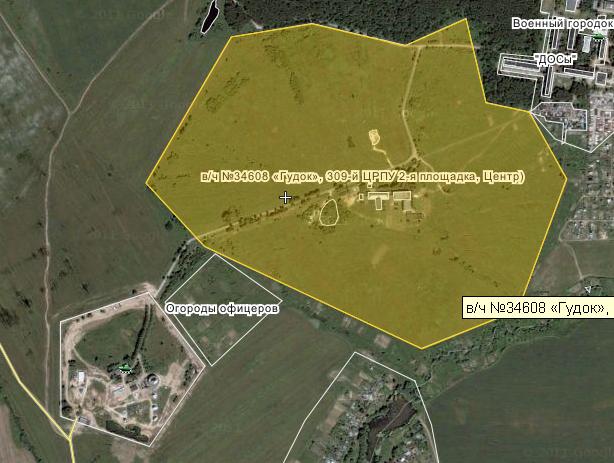 Военный городок
"ДОСы"
в/ч №34608 «Гудок», 309-й ЦРПУ 2-я площадка, Центр)
Огороды офицеров
в/ч №34608 «Гудок»,